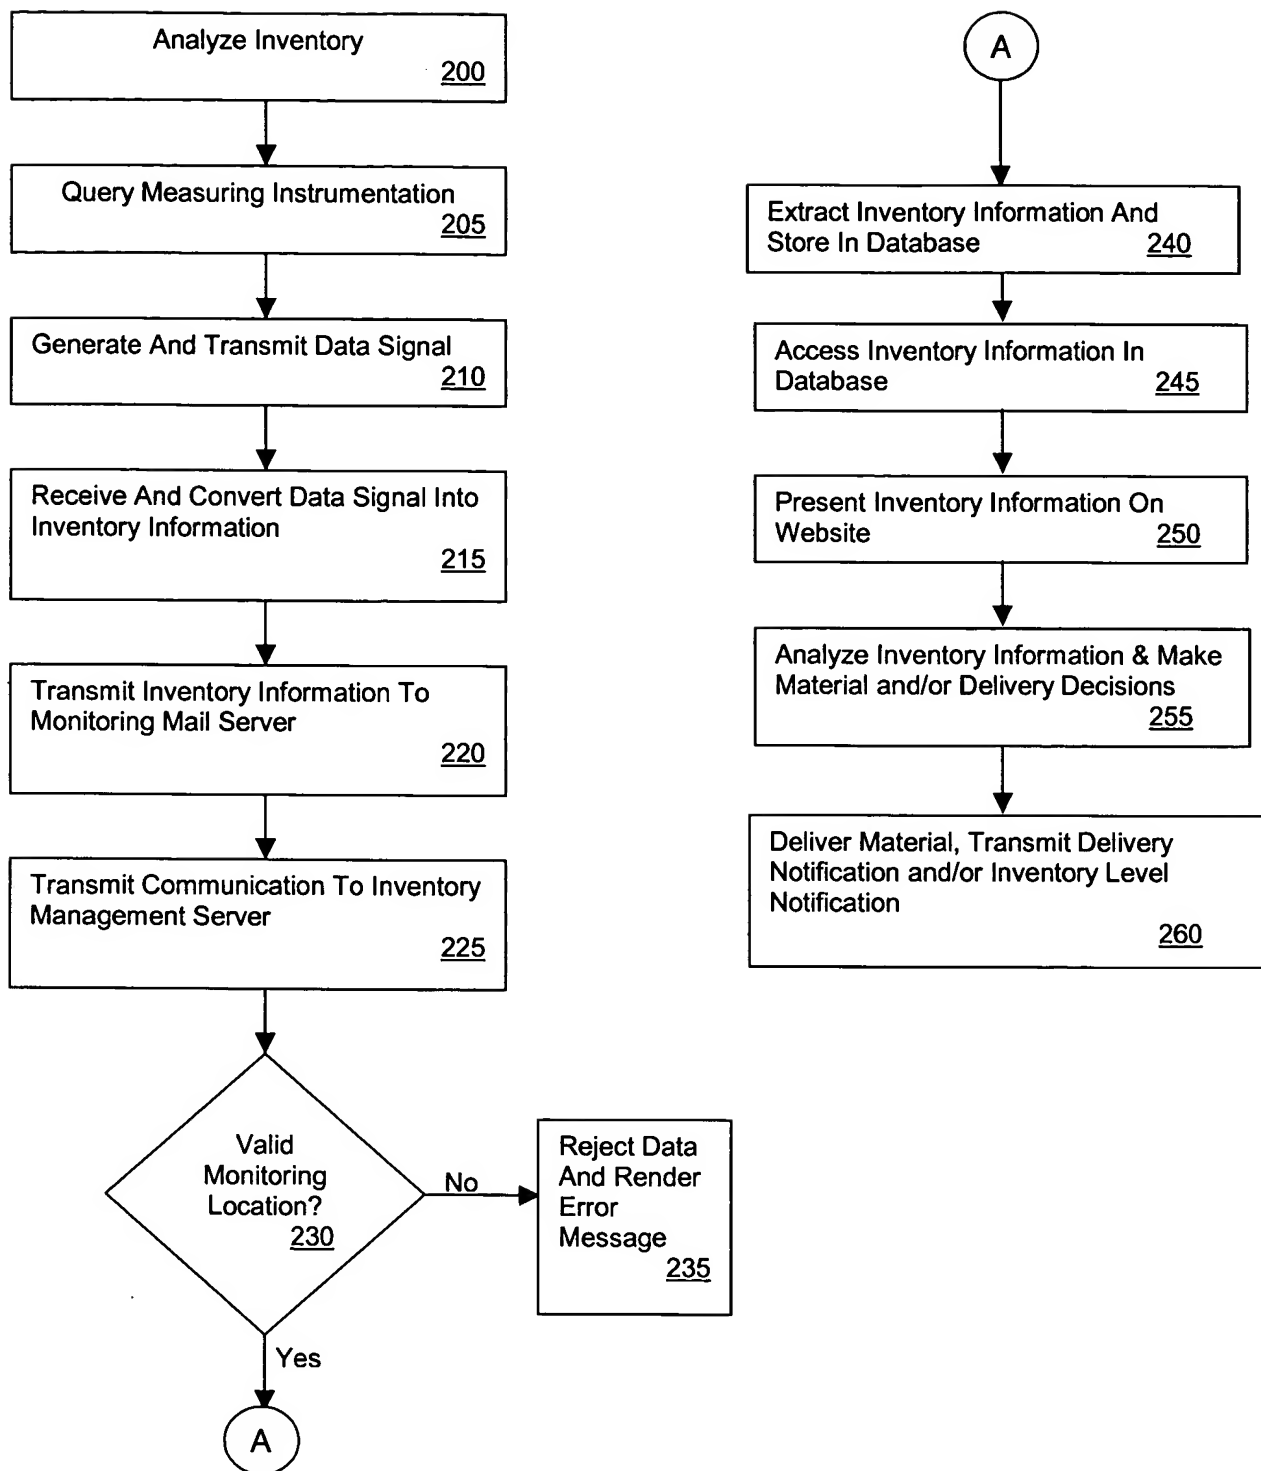 Analyze Inventory
200
Query Measuring Instrumentation
205
Generate And Transmit Data Signal
210
Receive And Convert Data Signal Into
Inventory Information
215
Transmit Inventory Information To
Monitoring Mail Server
220
Transmit Communication To Inventory
Management Server
225
Valid
Monitoring
Location?
230
No
Reject Data
And Render
Error
Message
235
Yes
A
A
Extract Inventory Information And
Store In Database 240
Access Inventory Information In
Database 245
Present Inventory Information On
Website 250
Analyze Inventory Information & Make
Material and/or Delivery Decisions
255
Deliver Material, Transmit Delivery
Notification and/or Inventory Level
Notification
260